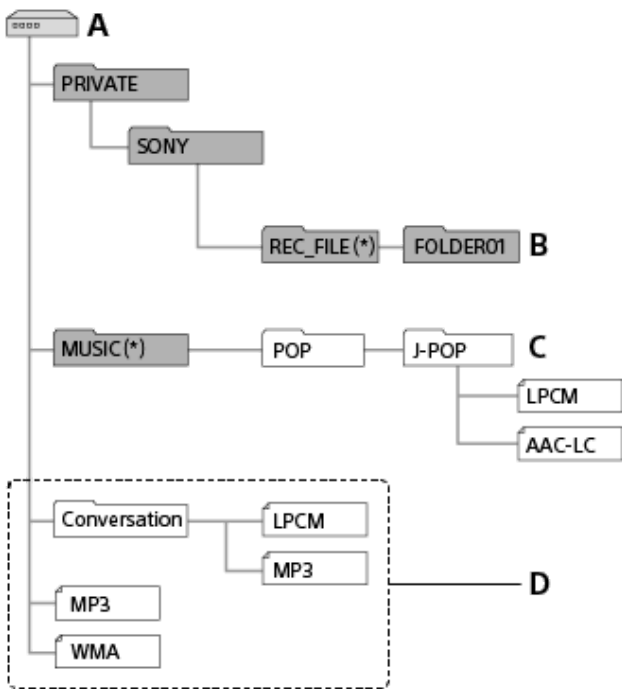 A
PRIVATE
SONY
REC_FILE(*)
FOLDER01
B
MUSIC(*)
POP
J-POP
C
LPCM
AAC-LC
Conversation
LPCM
MP3
D
MP3
WMA